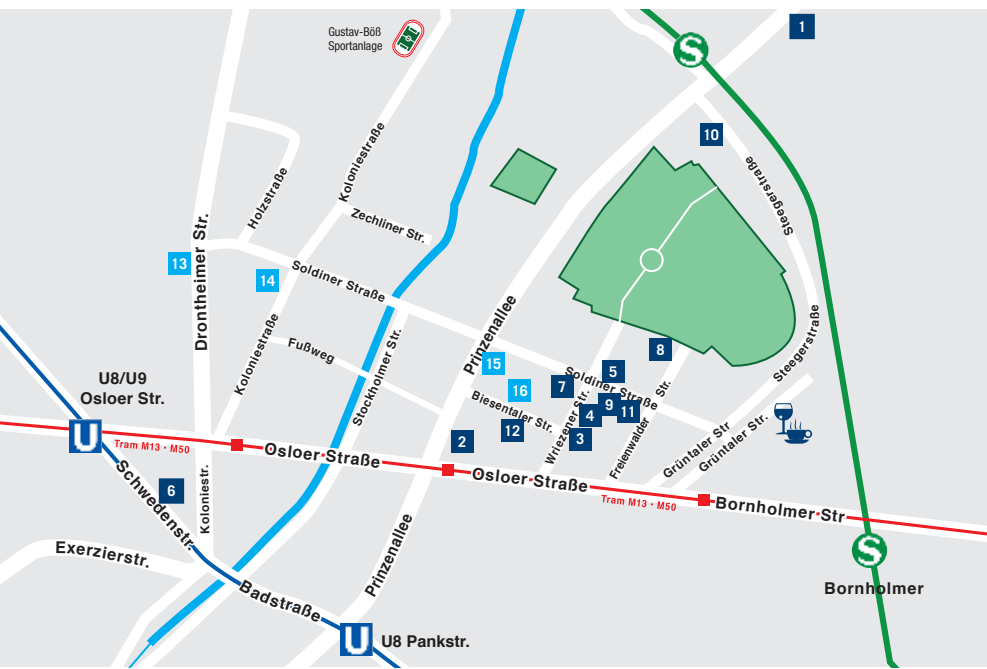 Gustav-Böß
Sportanlage
S
1
10
Koloniestraße
Holzstraße
Zechliner Str.
Steegerstraße
13
Drontheimer Str.
14
Soldiner Straße
Prinzenallee
Koloniestraße
Fußweg
Stockholmer Str.
15
16
7
5
8
Soldiner Straße
Steegerstraße
Biesentaler Str.
Wriezener Str.
9
4
11
3
12
2
Freienwalder Str.
Grüntaler Str
Grüntaler Str.
U8/U9
Osloer Str.
U
Tram M13 • M50
Osloer Straße
Osloer Straße
Tram M13 • M50
Bornholmer Str
Schwedenstr.
6
Koloniestr.
Exerzierstr.
Prinzenallee
S
Bornholmer
Badstraße
U
U8 Pankstr.